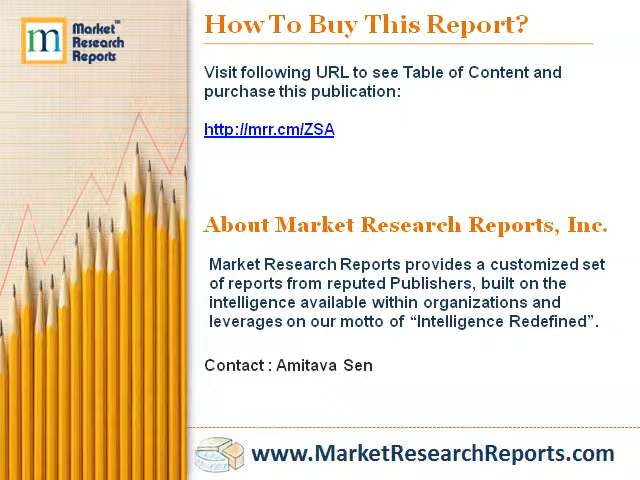 m
Market
Research
Reports
How To Buy This Report?
Visit following URL to see Table of Content and
purchase this publication:
http://mrr.cm/ZSA
About Market Research Reports, Inc.
Market Research Reports provides a customized set
of reports from reputed Publishers, built on the
intelligence available within organizations and
leverages on our motto of “Intelligence Redefined”.
Contact : Amitava Sen
www.MarketResearchReports.com